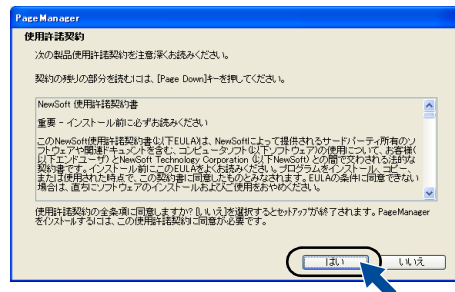 PageManager
使用許諾契約
次の製品使用許諾契約を注意深くお読みください。
契約の残りの部分を読むには、[Page Down]キーを押してください。
NewSoft 使用許諾契約書
重要 - インストール前に必ずお読みください
このNewSoft使用許諾契約書(以下EULA)は、NewSoftによって提供されるサードパーティ所有のソ
フトウェアや関連ドキュメントを含む、コンピュータソフト(以下ソフトウェア)の使用について、お客様(
以下エンドユーザ)とNewSoft Technology Corporation (以下NewSoft) との間で交わされる法的な
契約書です。インストール前にこのEULAをよくお読みください。プログラムをインストール、コピー、
または使用された時点で、この契約書に同意したものとみなされます。EULAの条件に同意できない
場合は、直ちにソフトウェアのインストールおよびご使用をおやめください。
使用許諾契約の全条項に同意しますか? [いいえ]を選択するとセットアップが終了されます。PageManager
をインストールするには、この使用許諾契約に同意が必要です。
はい
いいえ